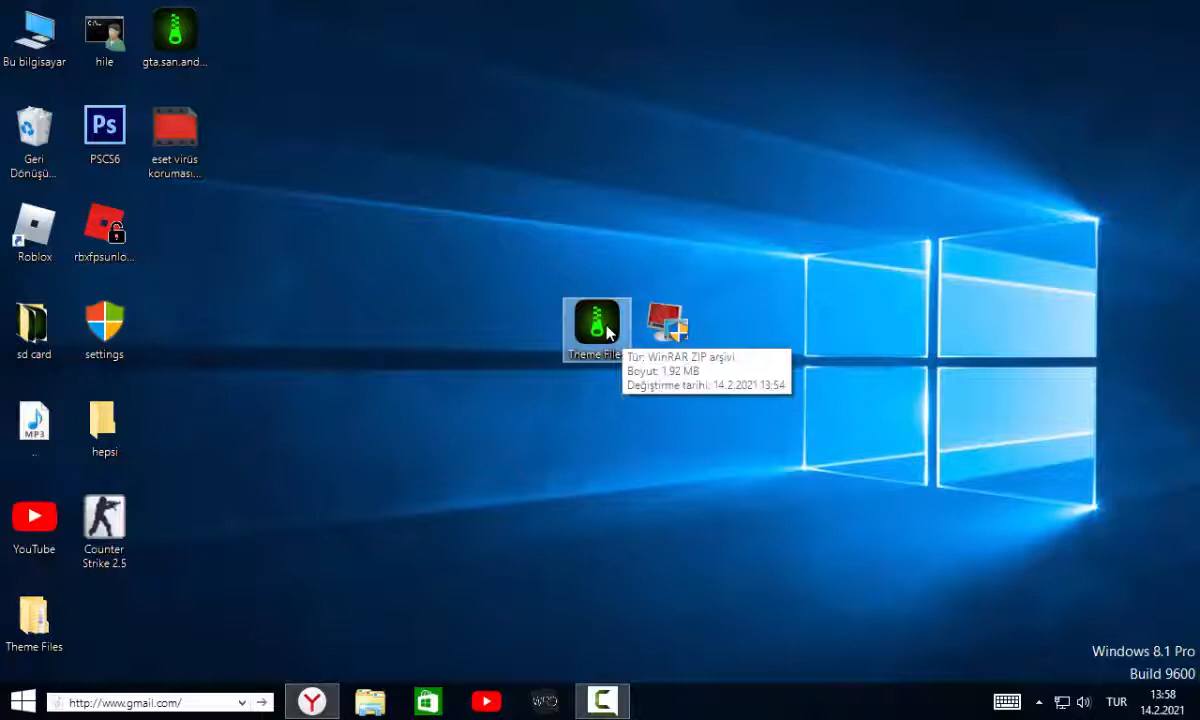 Bu bilgisayar
hile
gta.san.and...
Geri
Dönüşü...
PSCS6
Ps
eset virüs
koruması...
Roblox
rbxfpsunlo...
sd card
settings
MP3
..
hepsi
Theme File
Tür: WinRAR ZIP arşivi
Boyut: 1,92 MB
Değiştirme tarihi: 14.2.2021 13:54
YouTube
Counter
Strike 2.5
Theme Files
Windows 8.1 Pro
Build 9600
http://www.gmail.com/
TUR
13:58
14.2.2021